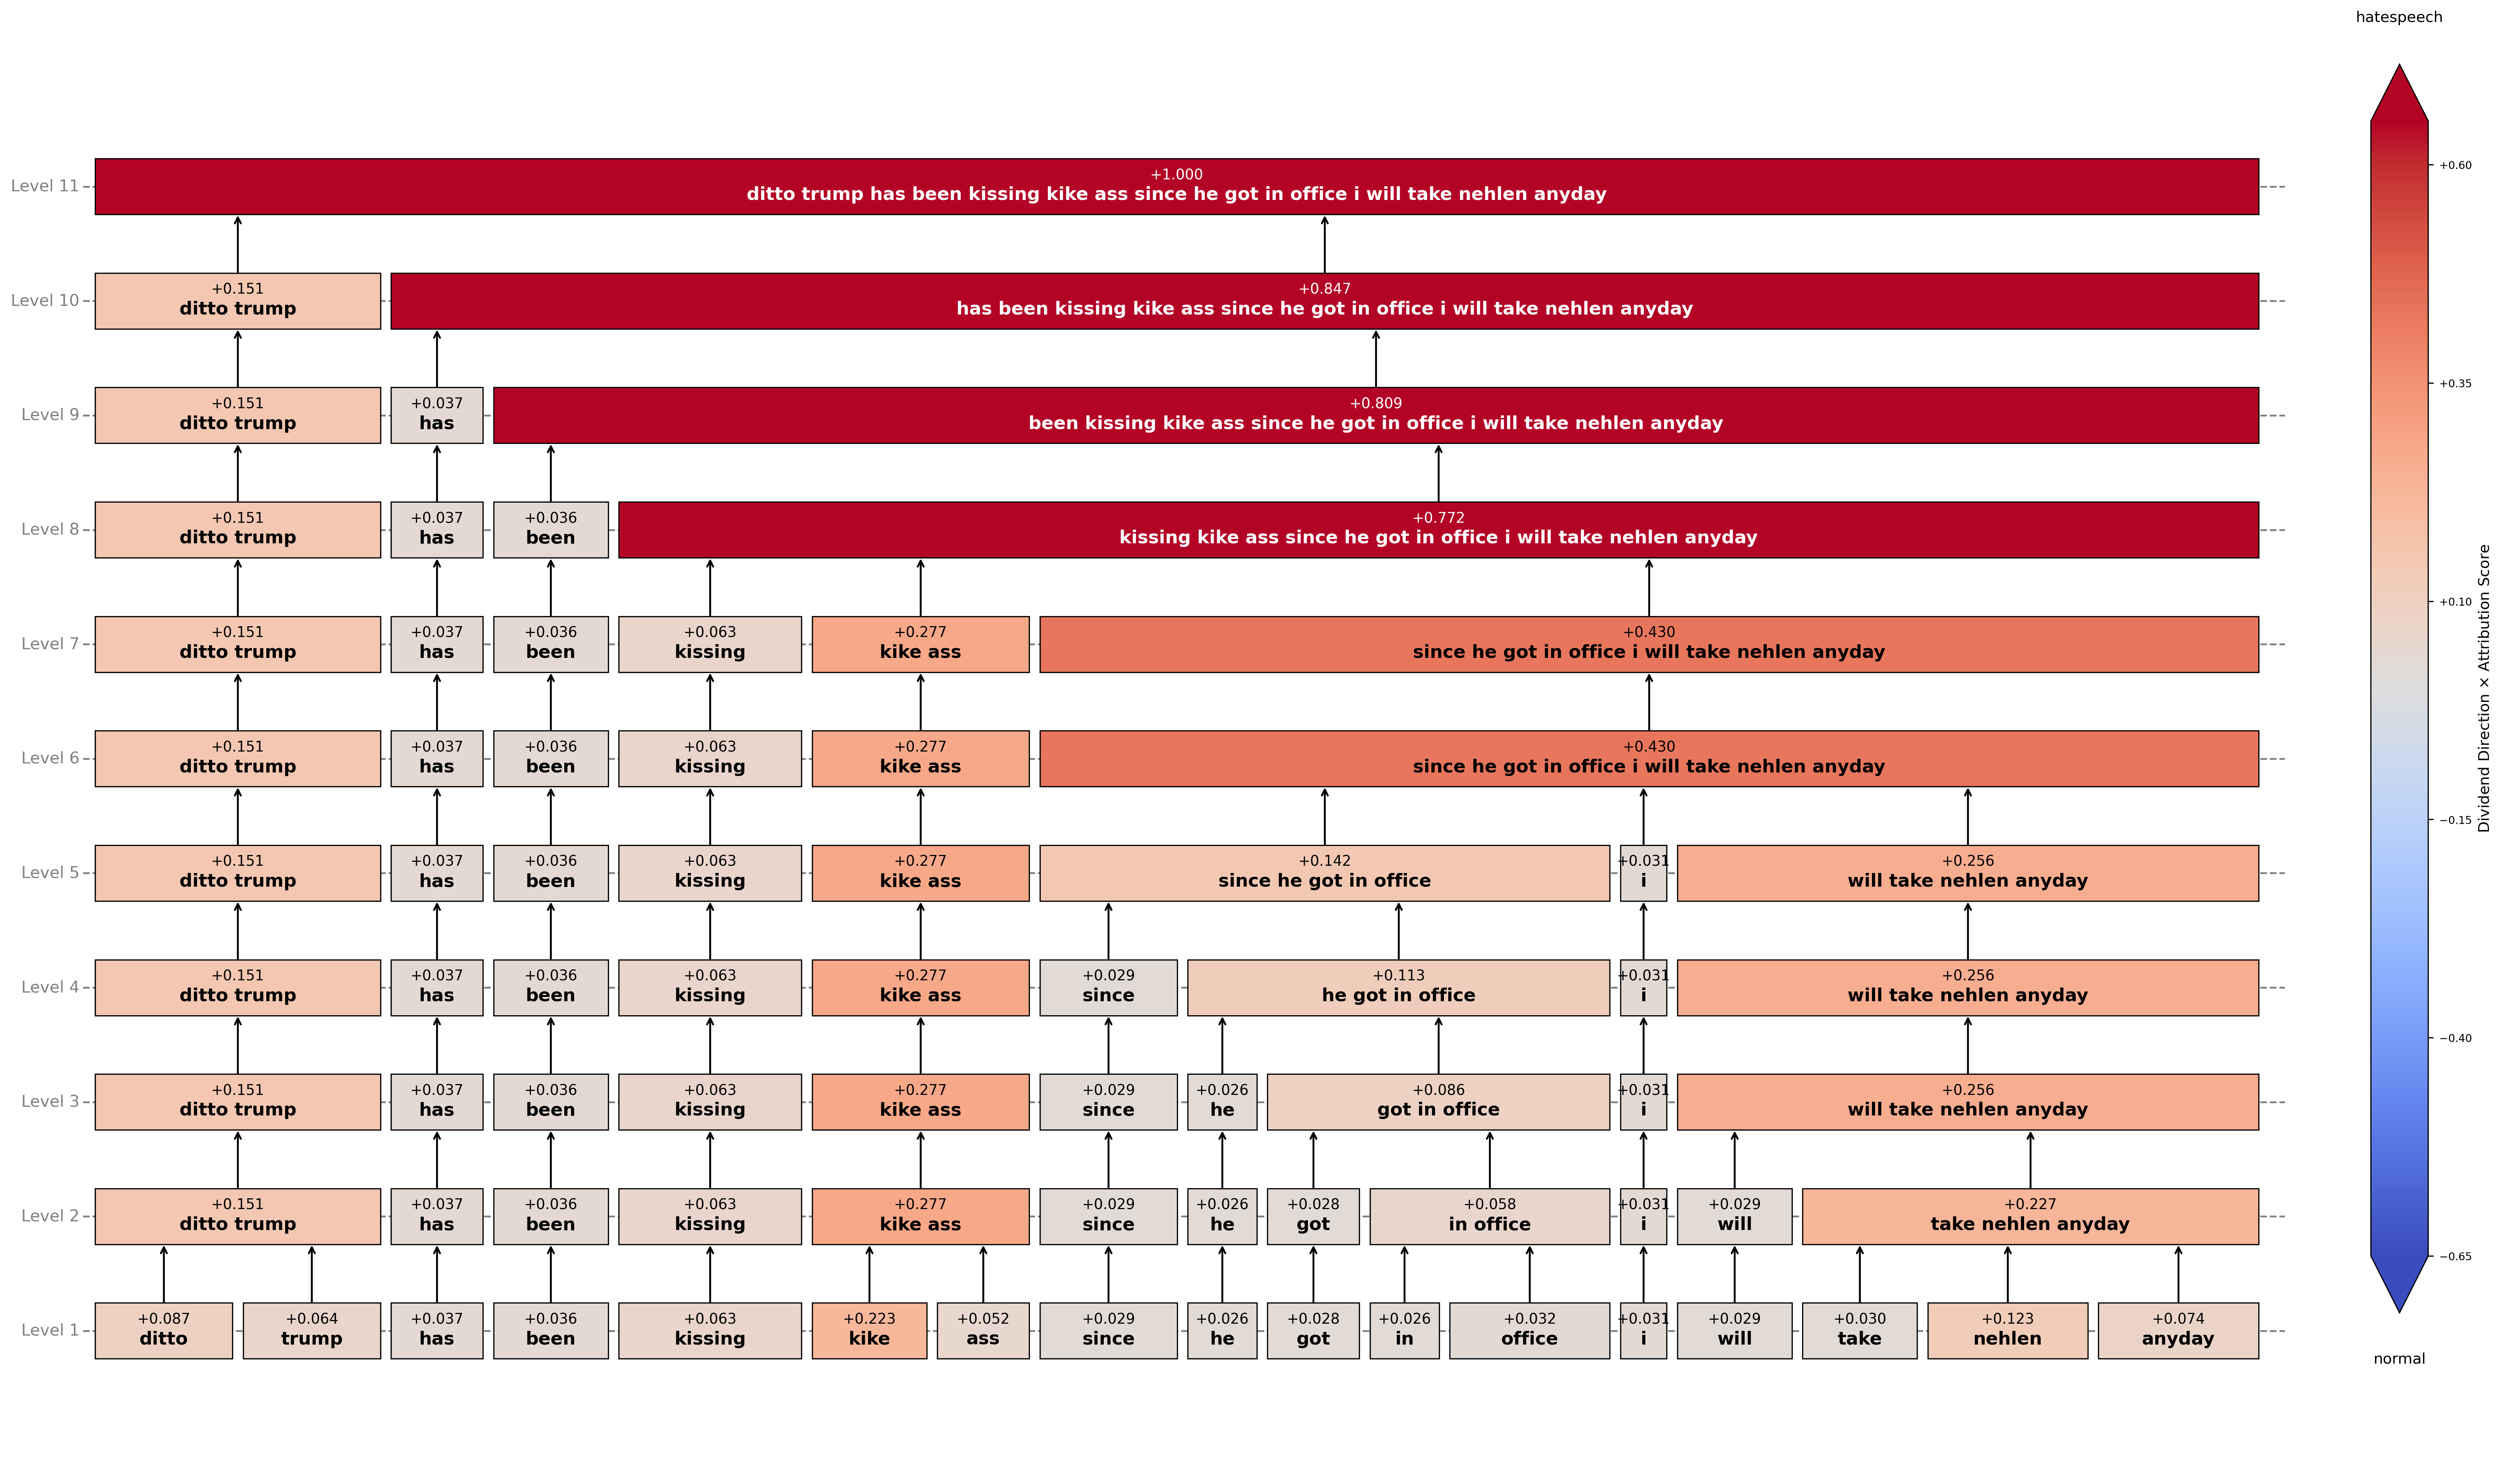 hatespeech
Level 11
+1.000
ditto trump has been kissing kike ass since he got in office i will take nehlen anyday
Level 10
+0.151
ditto trump
+0.847
has been kissing kike ass since he got in office i will take nehlen anyday
Level 9
+0.151
ditto trump
+0.037
has
+0.809
been kissing kike ass since he got in office i will take nehlen anyday
Level 8
+0.151
ditto trump
+0.037
has
+0.036
been
+0.772
kissing kike ass since he got in office i will take nehlen anyday
Level 7
+0.151
ditto trump
+0.037
has
+0.036
been
+0.063
kissing
+0.277
kike ass
+0.430
since he got in office i will take nehlen anyday
Level 6
+0.151
ditto trump
+0.037
has
+0.036
been
+0.063
kissing
+0.277
kike ass
+0.430
since he got in office i will take nehlen anyday
Level 5
+0.151
ditto trump
+0.037
has
+0.036
been
+0.063
kissing
+0.277
kike ass
+0.142
since he got in office
+0.031
i
+0.256
will take nehlen anyday
Level 4
+0.151
ditto trump
+0.037
has
+0.036
been
+0.063
kissing
+0.277
kike ass
+0.029
since
+0.113
he got in office
+0.031
i
+0.256
will take nehlen anyday
Level 3
+0.151
ditto trump
+0.037
has
+0.036
been
+0.063
kissing
+0.277
kike ass
+0.029
since
+0.026
he
+0.086
got in office
+0.031
i
+0.256
will take nehlen anyday
Level 2
+0.151
ditto trump
+0.037
has
+0.036
been
+0.063
kissing
+0.277
kike ass
+0.029
since
+0.026
he
+0.028
got
+0.058
in office
+0.031
i
+0.029
will
+0.227
take nehlen anyday
Level 1
+0.087
ditto
+0.064
trump
+0.037
has
+0.036
been
+0.063
kissing
+0.223
kike
+0.052
ass
+0.029
since
+0.026
he
+0.028
got
+0.026
in
+0.032
office
+0.031
i
+0.029
will
+0.030
take
+0.123
nehlen
+0.074
anyday
+0.60
+0.35
+0.10
−0.15
−0.40
−0.65
Dividend Direction × Attribution Score
normal